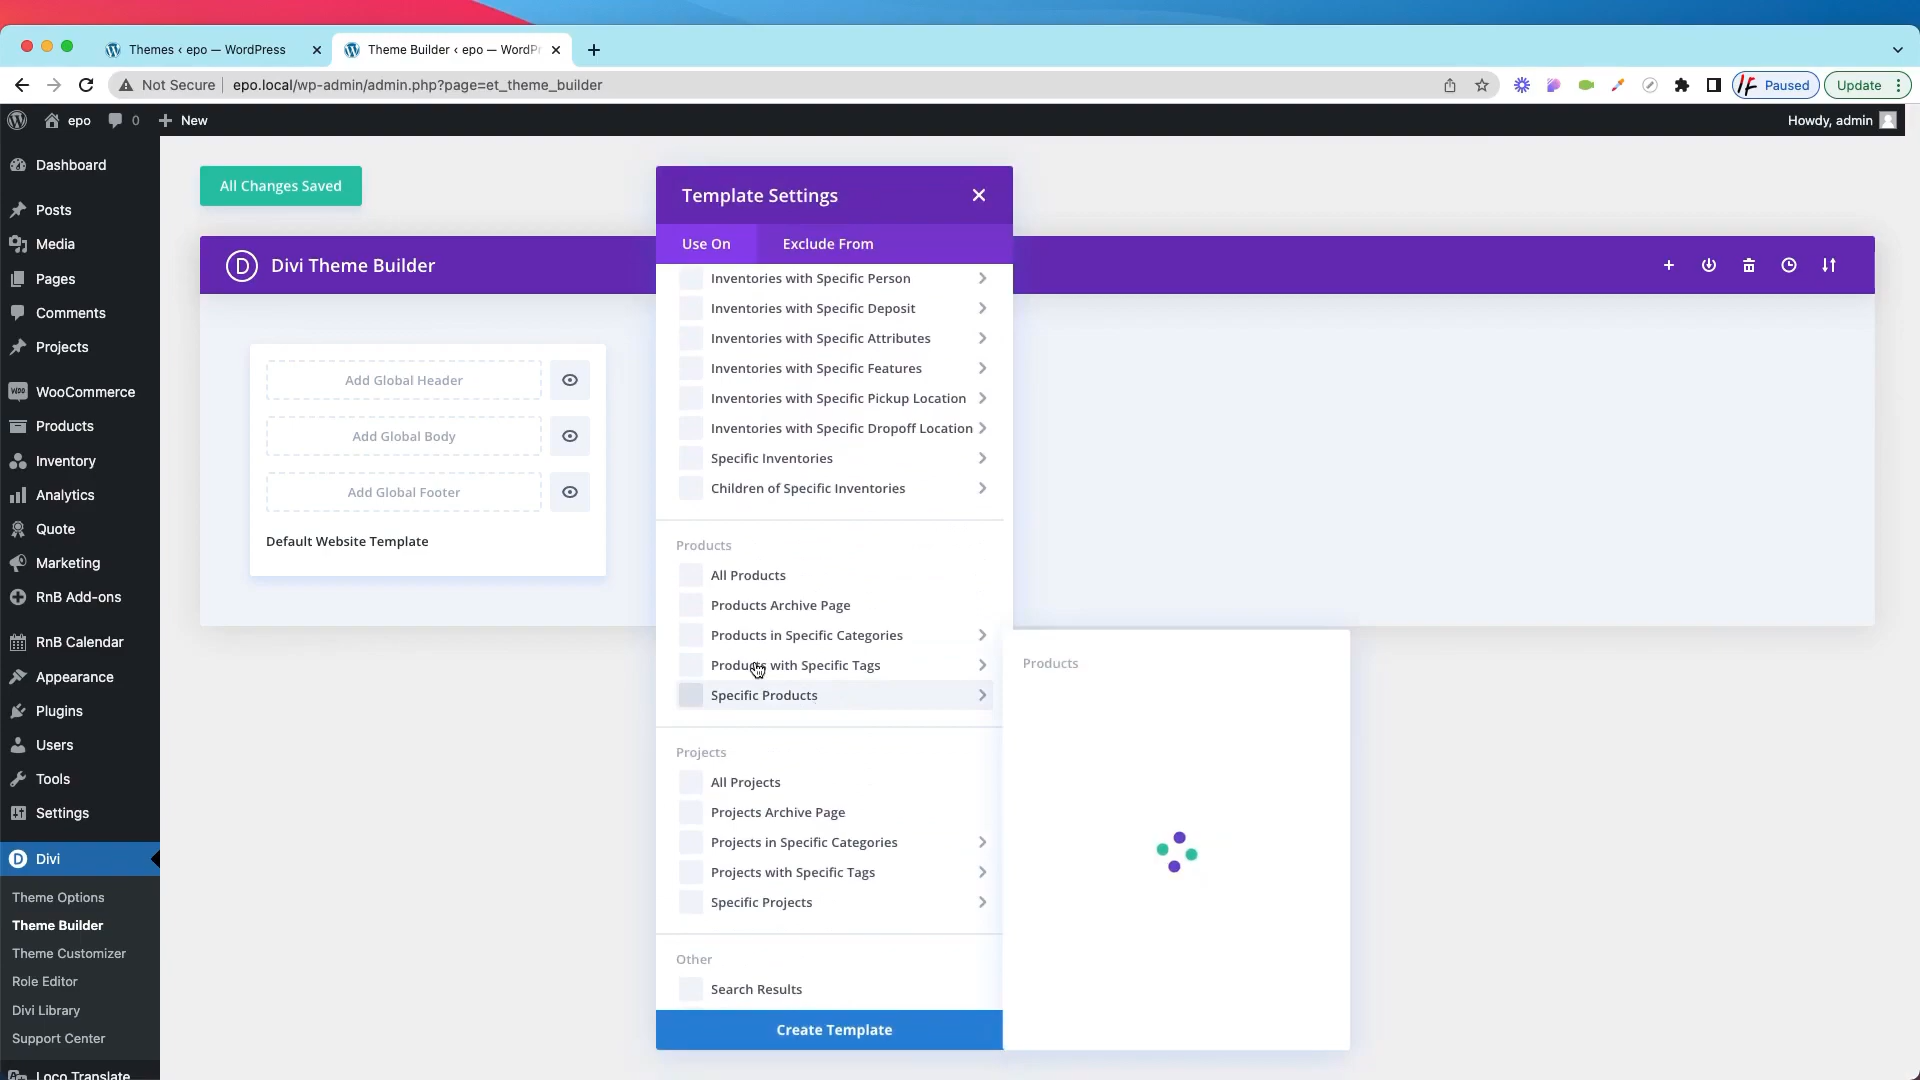 Themes ‹ epo — WordPress
Theme Builder ‹ epo — WordPr
Not Secure
epo.local/wp-admin/admin.php?page=et_theme_builder
Paused
Update
epo
0
New
Howdy, admin
Dashboard
Posts
Media
Pages
Comments
Projects
WooCommerce
Products
Inventory
Analytics
Quote
Marketing
RnB Add-ons
RnB Calendar
Appearance
Plugins
Users
Tools
Settings
Divi
Theme Options
Theme Builder
Theme Customizer
Role Editor
Divi Library
Support Center
Loco Translate
All Changes Saved
D
Divi Theme Builder
Add Global Header
Add Global Body
Add Global Footer
Default Website Template
Template Settings
Use On
Exclude From
Inventories with Specific Person
Inventories with Specific Deposit
Inventories with Specific Attributes
Inventories with Specific Features
Inventories with Specific Pickup Location
Inventories with Specific Dropoff Location
Specific Inventories
Children of Specific Inventories
Products
All Products
Products Archive Page
Products in Specific Categories
Products with Specific Tags
Specific Products
Projects
All Projects
Projects Archive Page
Projects in Specific Categories
Projects with Specific Tags
Specific Projects
Other
Search Results
Create Template
Products